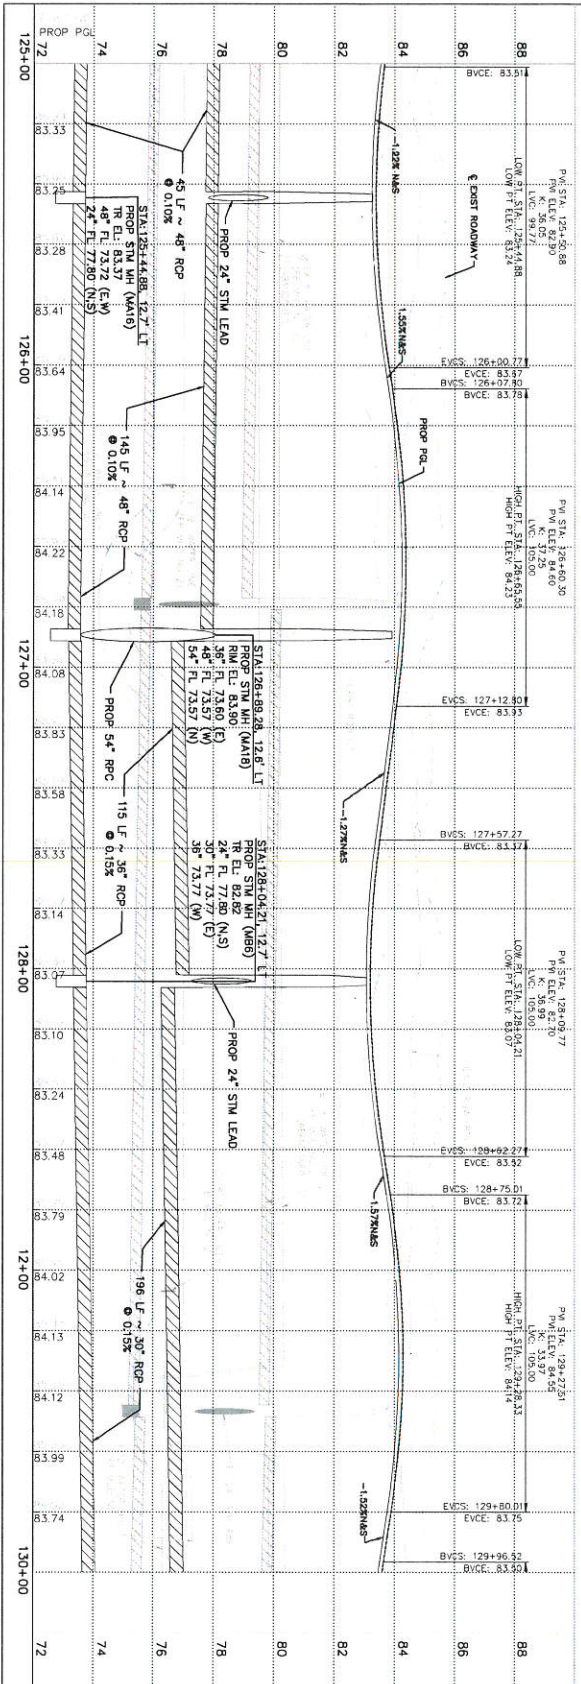 PVI STA: 125+50.88
PVI ELEV: 82.90
K: 36.05
LVC: 99.77
LOW PT. STA: 125+44.88
LOW PT ELEV: 83.24
PVI STA: 126+60.30
PVI ELEV: 84.60
K: 37.25
LVC: 105.00
HIGH PT. STA: 126+65.55
HIGH PT ELEV: 84.23
PVI STA: 128+09.77
PVI ELEV: 82.70
K: 36.99
LVC: 105.00
LOW PT. STA: 128+04.21
LOW PT ELEV: 83.07
PVI STA: 129+27.51
PVI ELEV: 84.55
K: 33.97
LVC: 105.00
HIGH PT. STA: 129+28.33
HIGH PT ELEV: 84.14
BVCE: 83.51
EVCS: 126+00.77
EVCE: 83.67
BVCS: 126+07.80
BVCE: 83.78
EVCS: 127+12.80
EVCE: 83.93
BVCS: 127+57.27
BVCE: 83.37
EVCS: 128+62.27
EVCE: 83.52
BVCS: 128+75.01
BVCE: 83.72
EVCS: 129+80.01
EVCE: 83.75
BVCS: 129+96.52
BVCE: 83.50
88
86
84
82
80
78
76
74
72
88
86
84
82
80
78
76
74
72
℄ EXIST ROADWAY
-1.22% N&S
1.55%N&S
PROP PGL
-1.27%N&S
1.57%N&S
-1.52%N&S
PROP 24" STM LEAD
45 LF ~ 48" RCP
@ 0.10%
STA:125+44.88, 12.7' LT
PROP STM MH (MA16)
TR EL: 83.37
48" FL 73.72 (E,W)
24" FL 77.80 (N,S)
145 LF ~ 48" RCP
@ 0.10%
STA:126+89.28, 12.6' LT
PROP STM MH (MA18)
RIM EL: 83.90
36" FL 73.60 (E)
48" FL 73.57 (W)
54" FL 73.57 (N)
PROP 54" RPC
115 LF ~ 36" RCP
@ 0.15%
STA:128+04.21, 12.7' LT
PROP STM MH (MB6)
TR EL: 82.82
24" FL 77.80 (N,S)
30" FL 73.77 (E)
36" 73.77 (W)
PROP 24" STM LEAD
196 LF ~ 30" RCP
@ 0.15%
PROP PGL
83.33
83.25
83.28
83.41
83.64
83.95
84.14
84.22
84.18
84.08
83.83
83.58
83.33
83.14
83.07
83.10
83.24
83.48
83.79
84.02
84.13
84.12
83.99
83.74
125+00
126+00
127+00
128+00
12+00
130+00